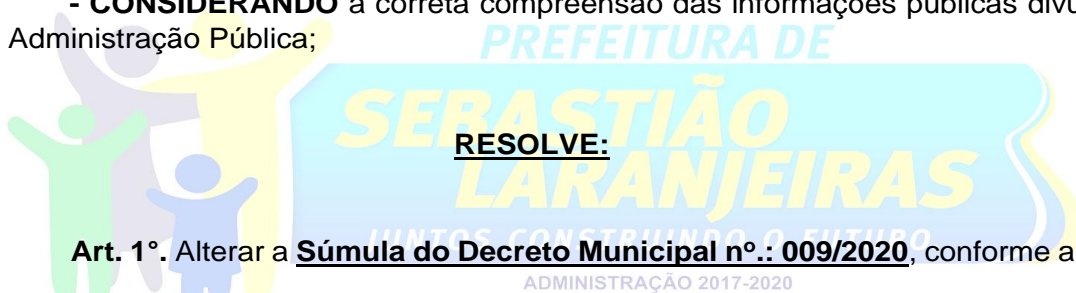 - CONSIDERANDO a correta compreensão das informações públicas divu
Administração Pública;
PREFEITURA DE
SEBASTIÃO
RESOLVE:
LARANJEIRAS
JUNTOS CONSTRUINDO O FUTURO
Art. 1°. Alterar a Súmula do Decreto Municipal nº.: 009/2020, conforme a
ADMINISTRAÇÃO 2017-2020